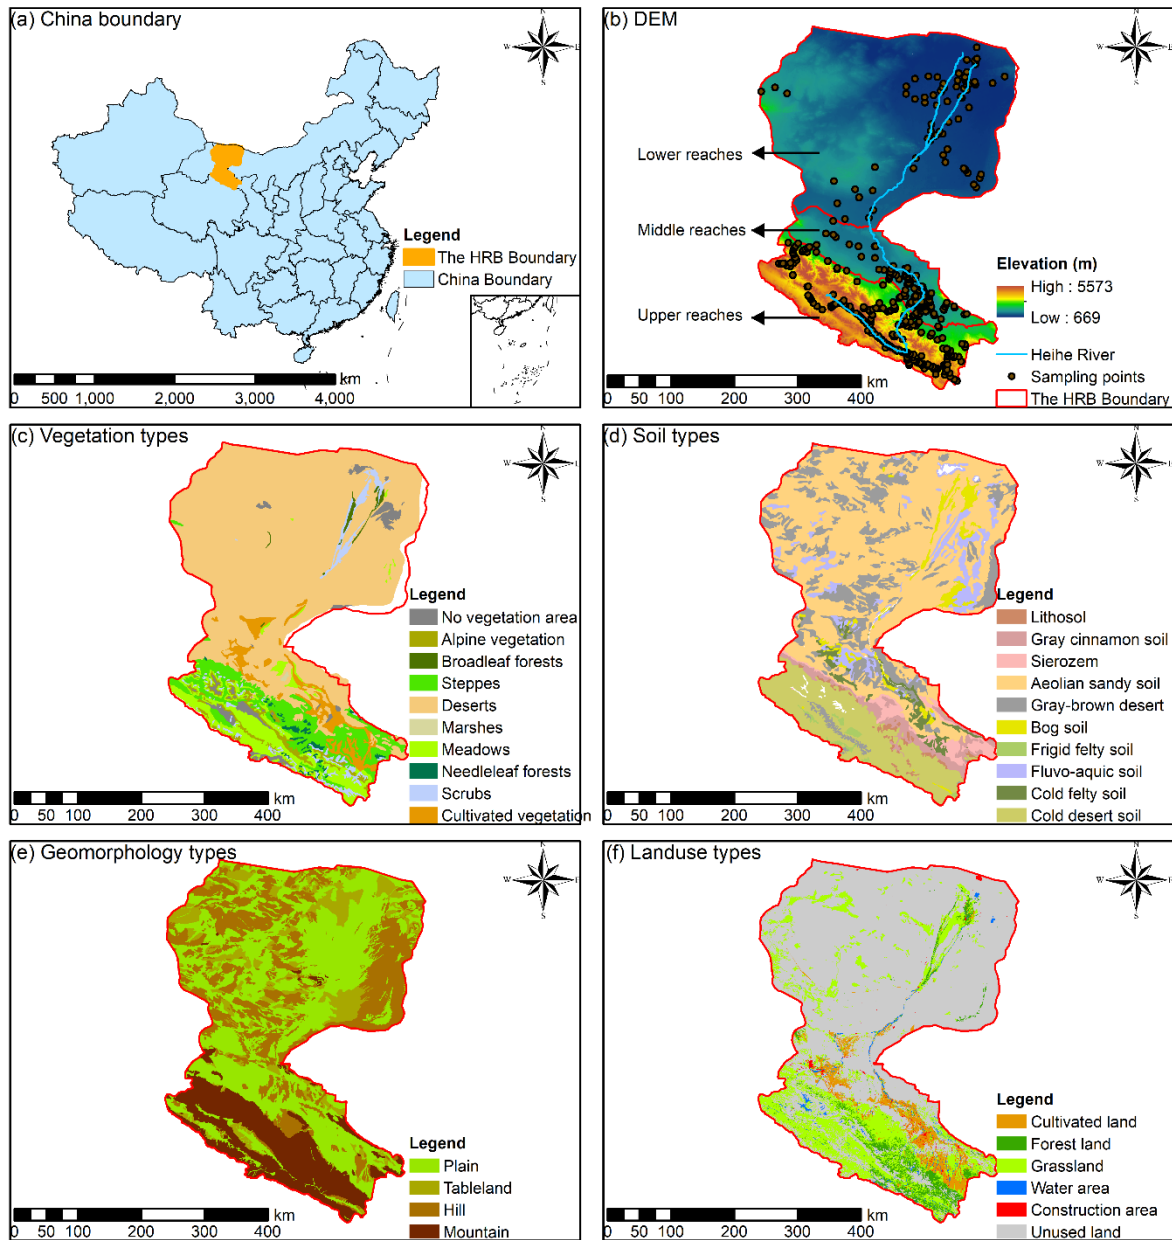 (a) China boundary
N
W
E
S
Legend
The HRB Boundary
China Boundary
km
0 500 1,000 2,000 3,000 4,000
(b) DEM
N
W
E
S
Lower reaches
Middle reaches
Upper reaches
Elevation (m)
High : 5573
Low : 669
Heihe River
Sampling points
The HRB Boundary
km
0 50 100 200 300 400
(c) Vegetation types
N
W
E
S
Legend
No vegetation area
Alpine vegetation
Broadleaf forests
Steppes
Deserts
Marshes
Meadows
Needleleaf forests
Scrubs
Cultivated vegetation
km
0 50 100 200 300 400
(d) Soil types
N
W
E
S
Legend
Lithosol
Gray cinnamon soil
Sierozem
Aeolian sandy soil
Gray-brown desert
Bog soil
Frigid felty soil
Fluvo-aquic soil
Cold felty soil
Cold desert soil
km
0 50 100 200 300 400
(e) Geomorphology types
N
W
E
S
Legend
Plain
Tableland
Hill
Mountain
km
0 50 100 200 300 400
(f) Landuse types
N
W
E
S
Legend
Cultivated land
Forest land
Grassland
Water area
Construction area
Unused land
km
0 50 100 200 300 400